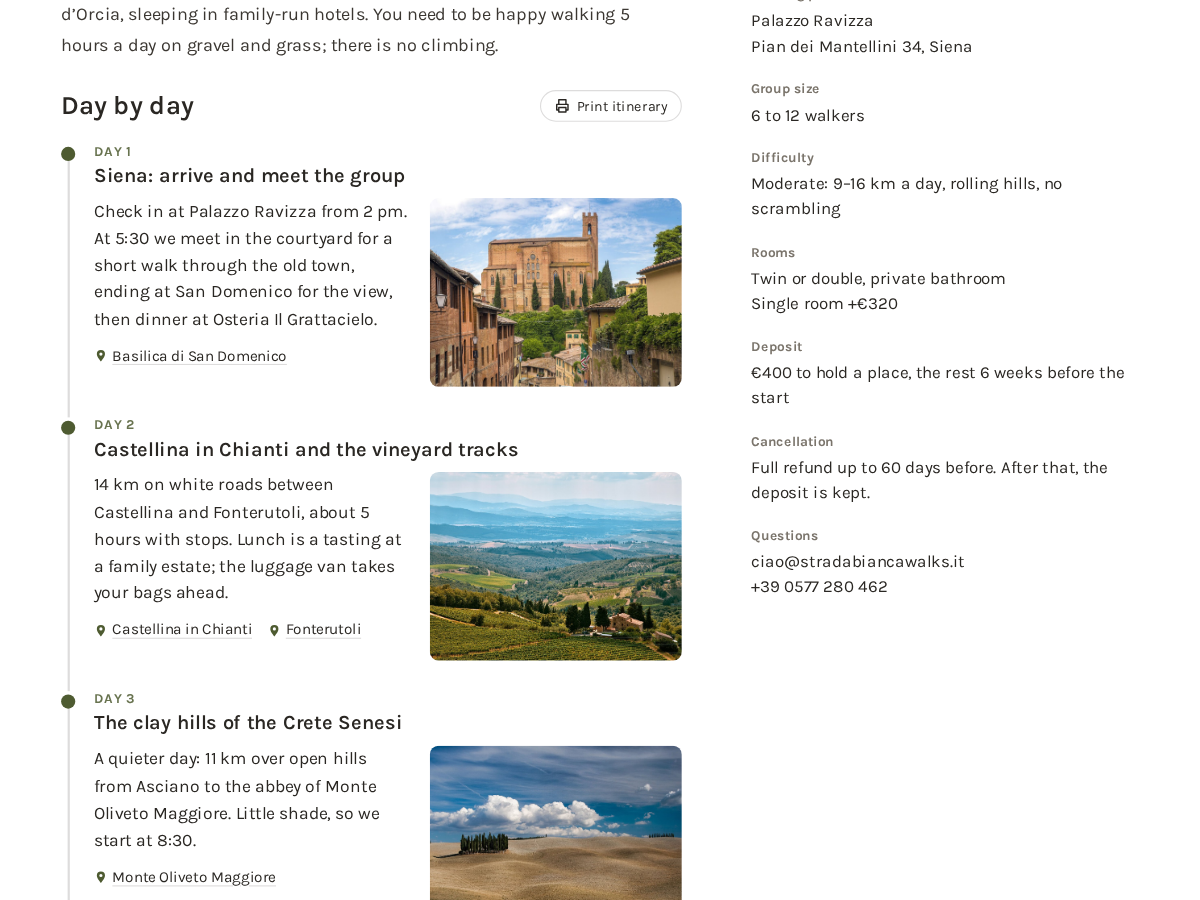 d’Orcia, sleeping in family-run hotels. You need to be happy walking 5
hours a day on gravel and grass; there is no climbing.
Day by day
Print itinerary
DAY 1
Siena: arrive and meet the group
Check in at Palazzo Ravizza from 2 pm.
At 5:30 we meet in the courtyard for a
short walk through the old town,
ending at San Domenico for the view,
then dinner at Osteria Il Grattacielo.
Basilica di San Domenico
DAY 2
Castellina in Chianti and the vineyard tracks
14 km on white roads between
Castellina and Fonterutoli, about 5
hours with stops. Lunch is a tasting at
a family estate; the luggage van takes
your bags ahead.
Castellina in Chianti Fonterutoli
DAY 3
The clay hills of the Crete Senesi
A quieter day: 11 km over open hills
from Asciano to the abbey of Monte
Oliveto Maggiore. Little shade, so we
start at 8:30.
Monte Oliveto Maggiore
Palazzo Ravizza
Pian dei Mantellini 34, Siena
Group size
6 to 12 walkers
Difficulty
Moderate: 9–16 km a day, rolling hills, no
scrambling
Rooms
Twin or double, private bathroom
Single room +€320
Deposit
€400 to hold a place, the rest 6 weeks before the
start
Cancellation
Full refund up to 60 days before. After that, the
deposit is kept.
Questions
ciao@stradabiancawalks.it
+39 0577 280 462